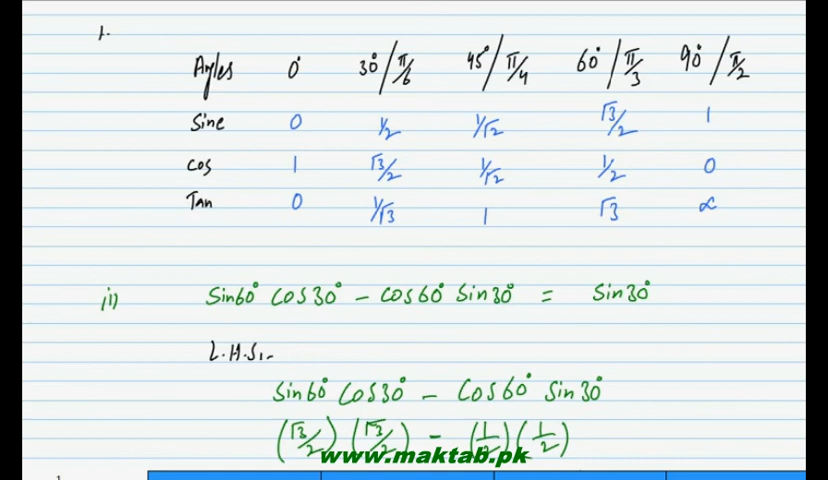 1.
Angles 0° 30°/π/6 45°/π/4 60°/π/3 90°/π/2
Sine 0 1/2 1/√2 √3/2 1
Cos 1 √3/2 1/√2 1/2 0
Tan 0 1/√3 1 √3 ∝
ii) Sin60° Cos30° - Cos60° Sin30° = Sin30°
L.H.S:-
Sin60° Cos30° - Cos60° Sin30°
(√3/2)(√3/2) - (1/2)(1/2)
www.maktab.pk